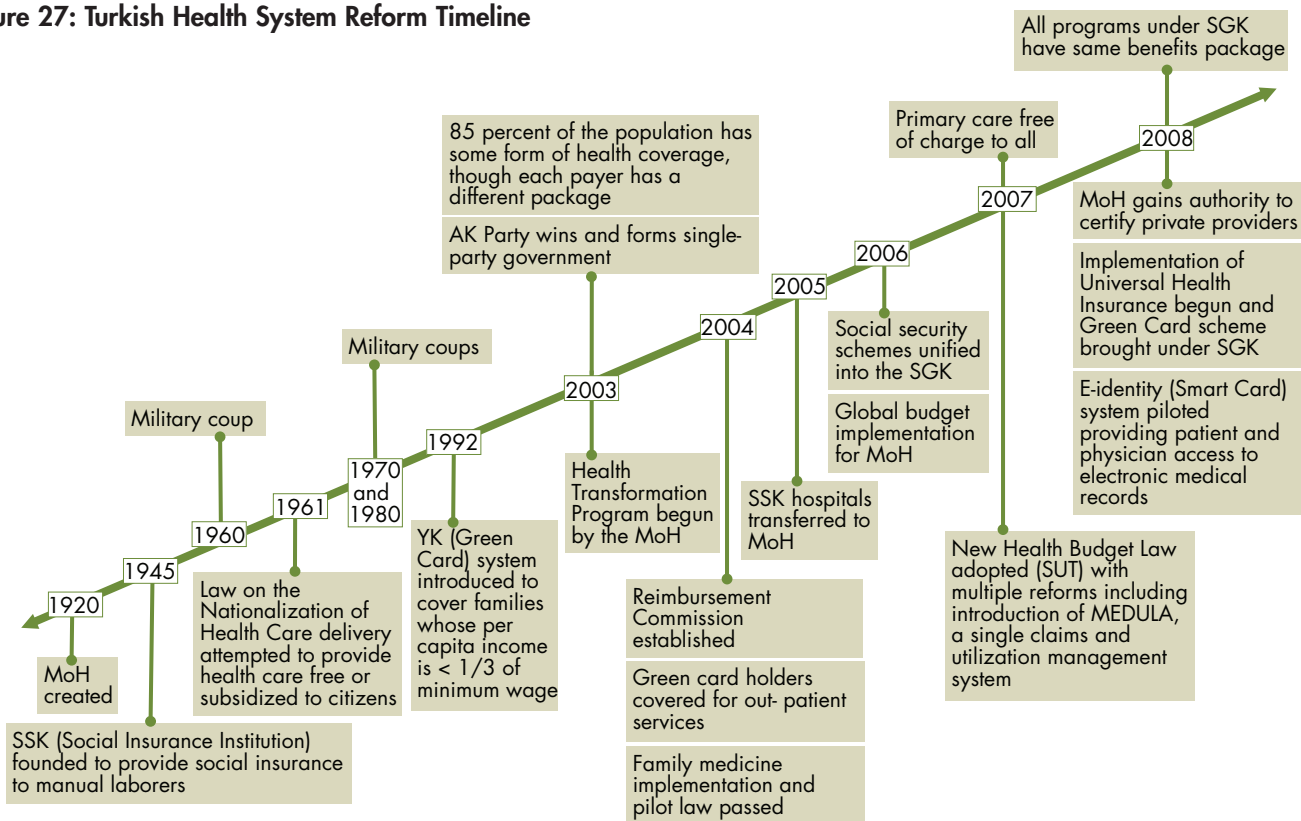 ure 27: Turkish Health System Reform Timeline
All programs under SGK
have same benefits package
85 percent of the population has
some form of health coverage,
though each payer has a
different package
AK Party wins and forms single-
party government
Primary care free
of charge to all
Military coups
Military coup
1920
1945
1960
1961
1970
and
1980
1992
2003
2004
2005
2006
2007
2008
MoH
created
SSK (Social Insurance Institution)
founded to provide social insurance
to manual laborers
Law on the
Nationalization of
Health Care delivery
attempted to provide
health care free or
subsidized to citizens
YK (Green
Card) system
introduced to
cover families
whose per
capita income
is < 1/3 of
minimum wage
Health
Transformation
Program begun
by the MoH
Reimbursement
Commission
established
Green card holders
covered for out- patient
services
Family medicine
implementation and
pilot law passed
SSK hospitals
transferred to
MoH
Social security
schemes unified
into the SGK
Global budget
implementation
for MoH
New Health Budget Law
adopted (SUT) with
multiple reforms including
introduction of MEDULA,
a single claims and
utilization management
system
MoH gains authority to
certify private providers
Implementation of
Universal Health
Insurance begun and
Green Card scheme
brought under SGK
E-identity (Smart Card)
system piloted
providing patient and
physician access to
electronic medical
records